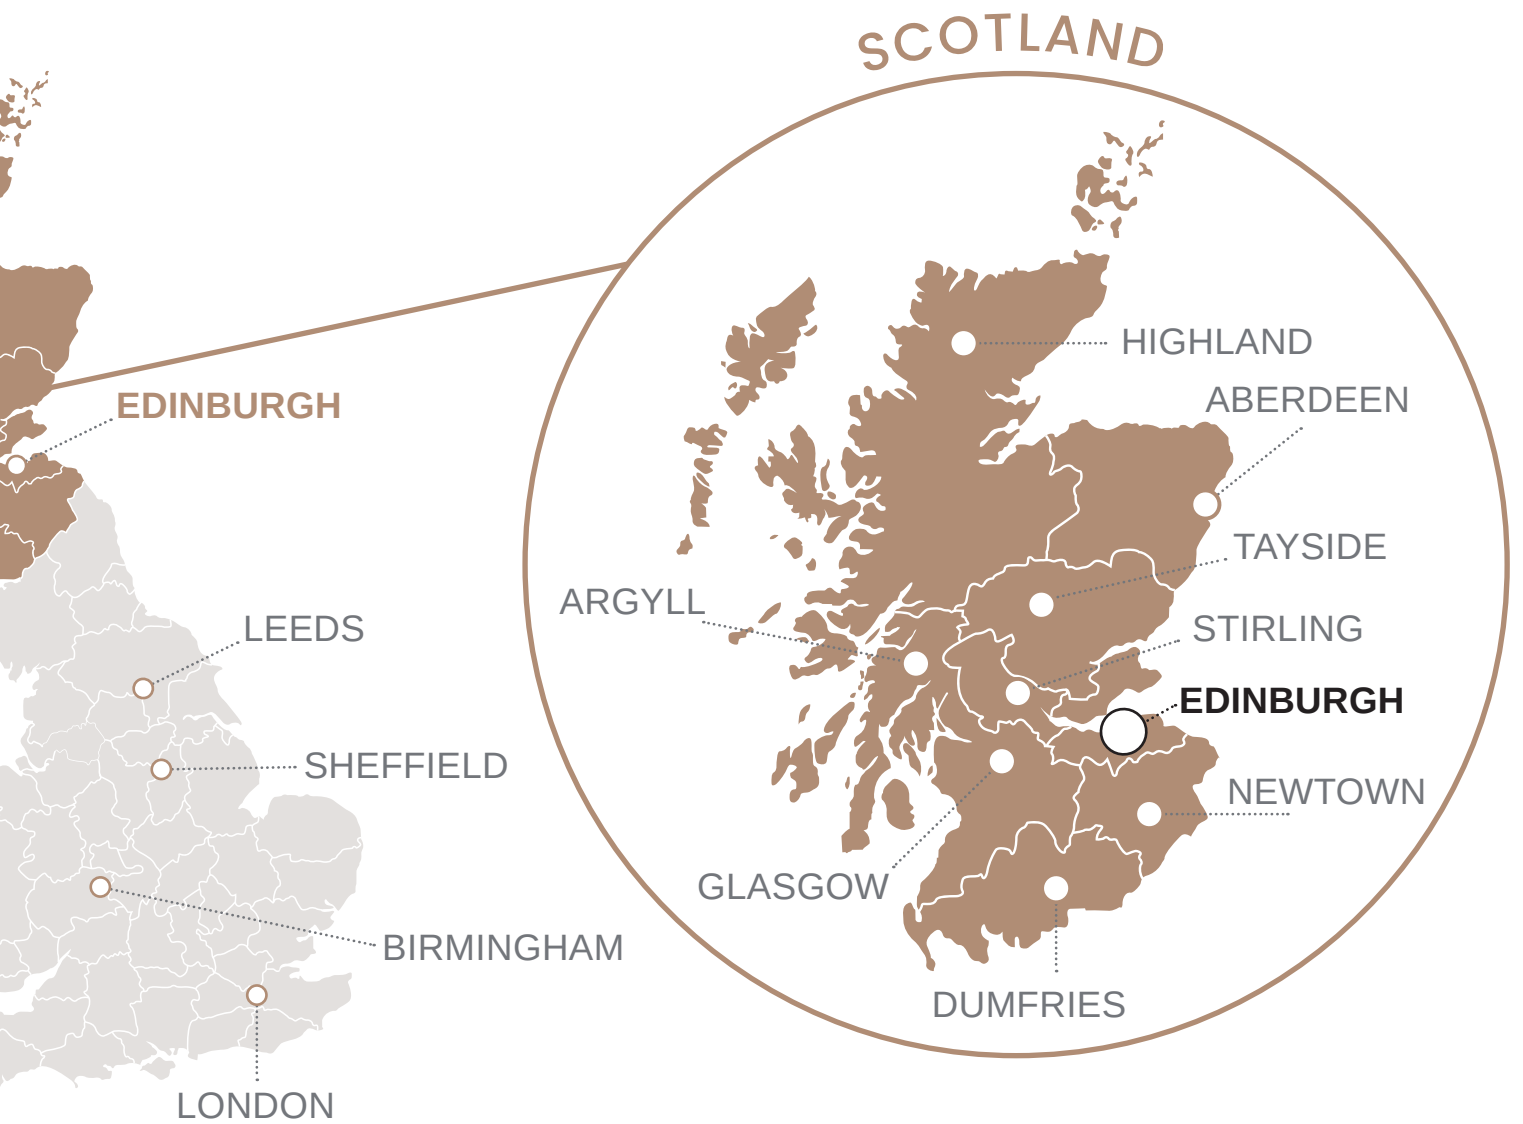 SCOTLAND
HIGHLAND
ABERDEEN
EDINBURGH
TAYSIDE
ARGYLL
STIRLING
LEEDS
EDINBURGH
SHEFFIELD
NEWTOWN
GLASGOW
BIRMINGHAM
DUMFRIES
LONDON